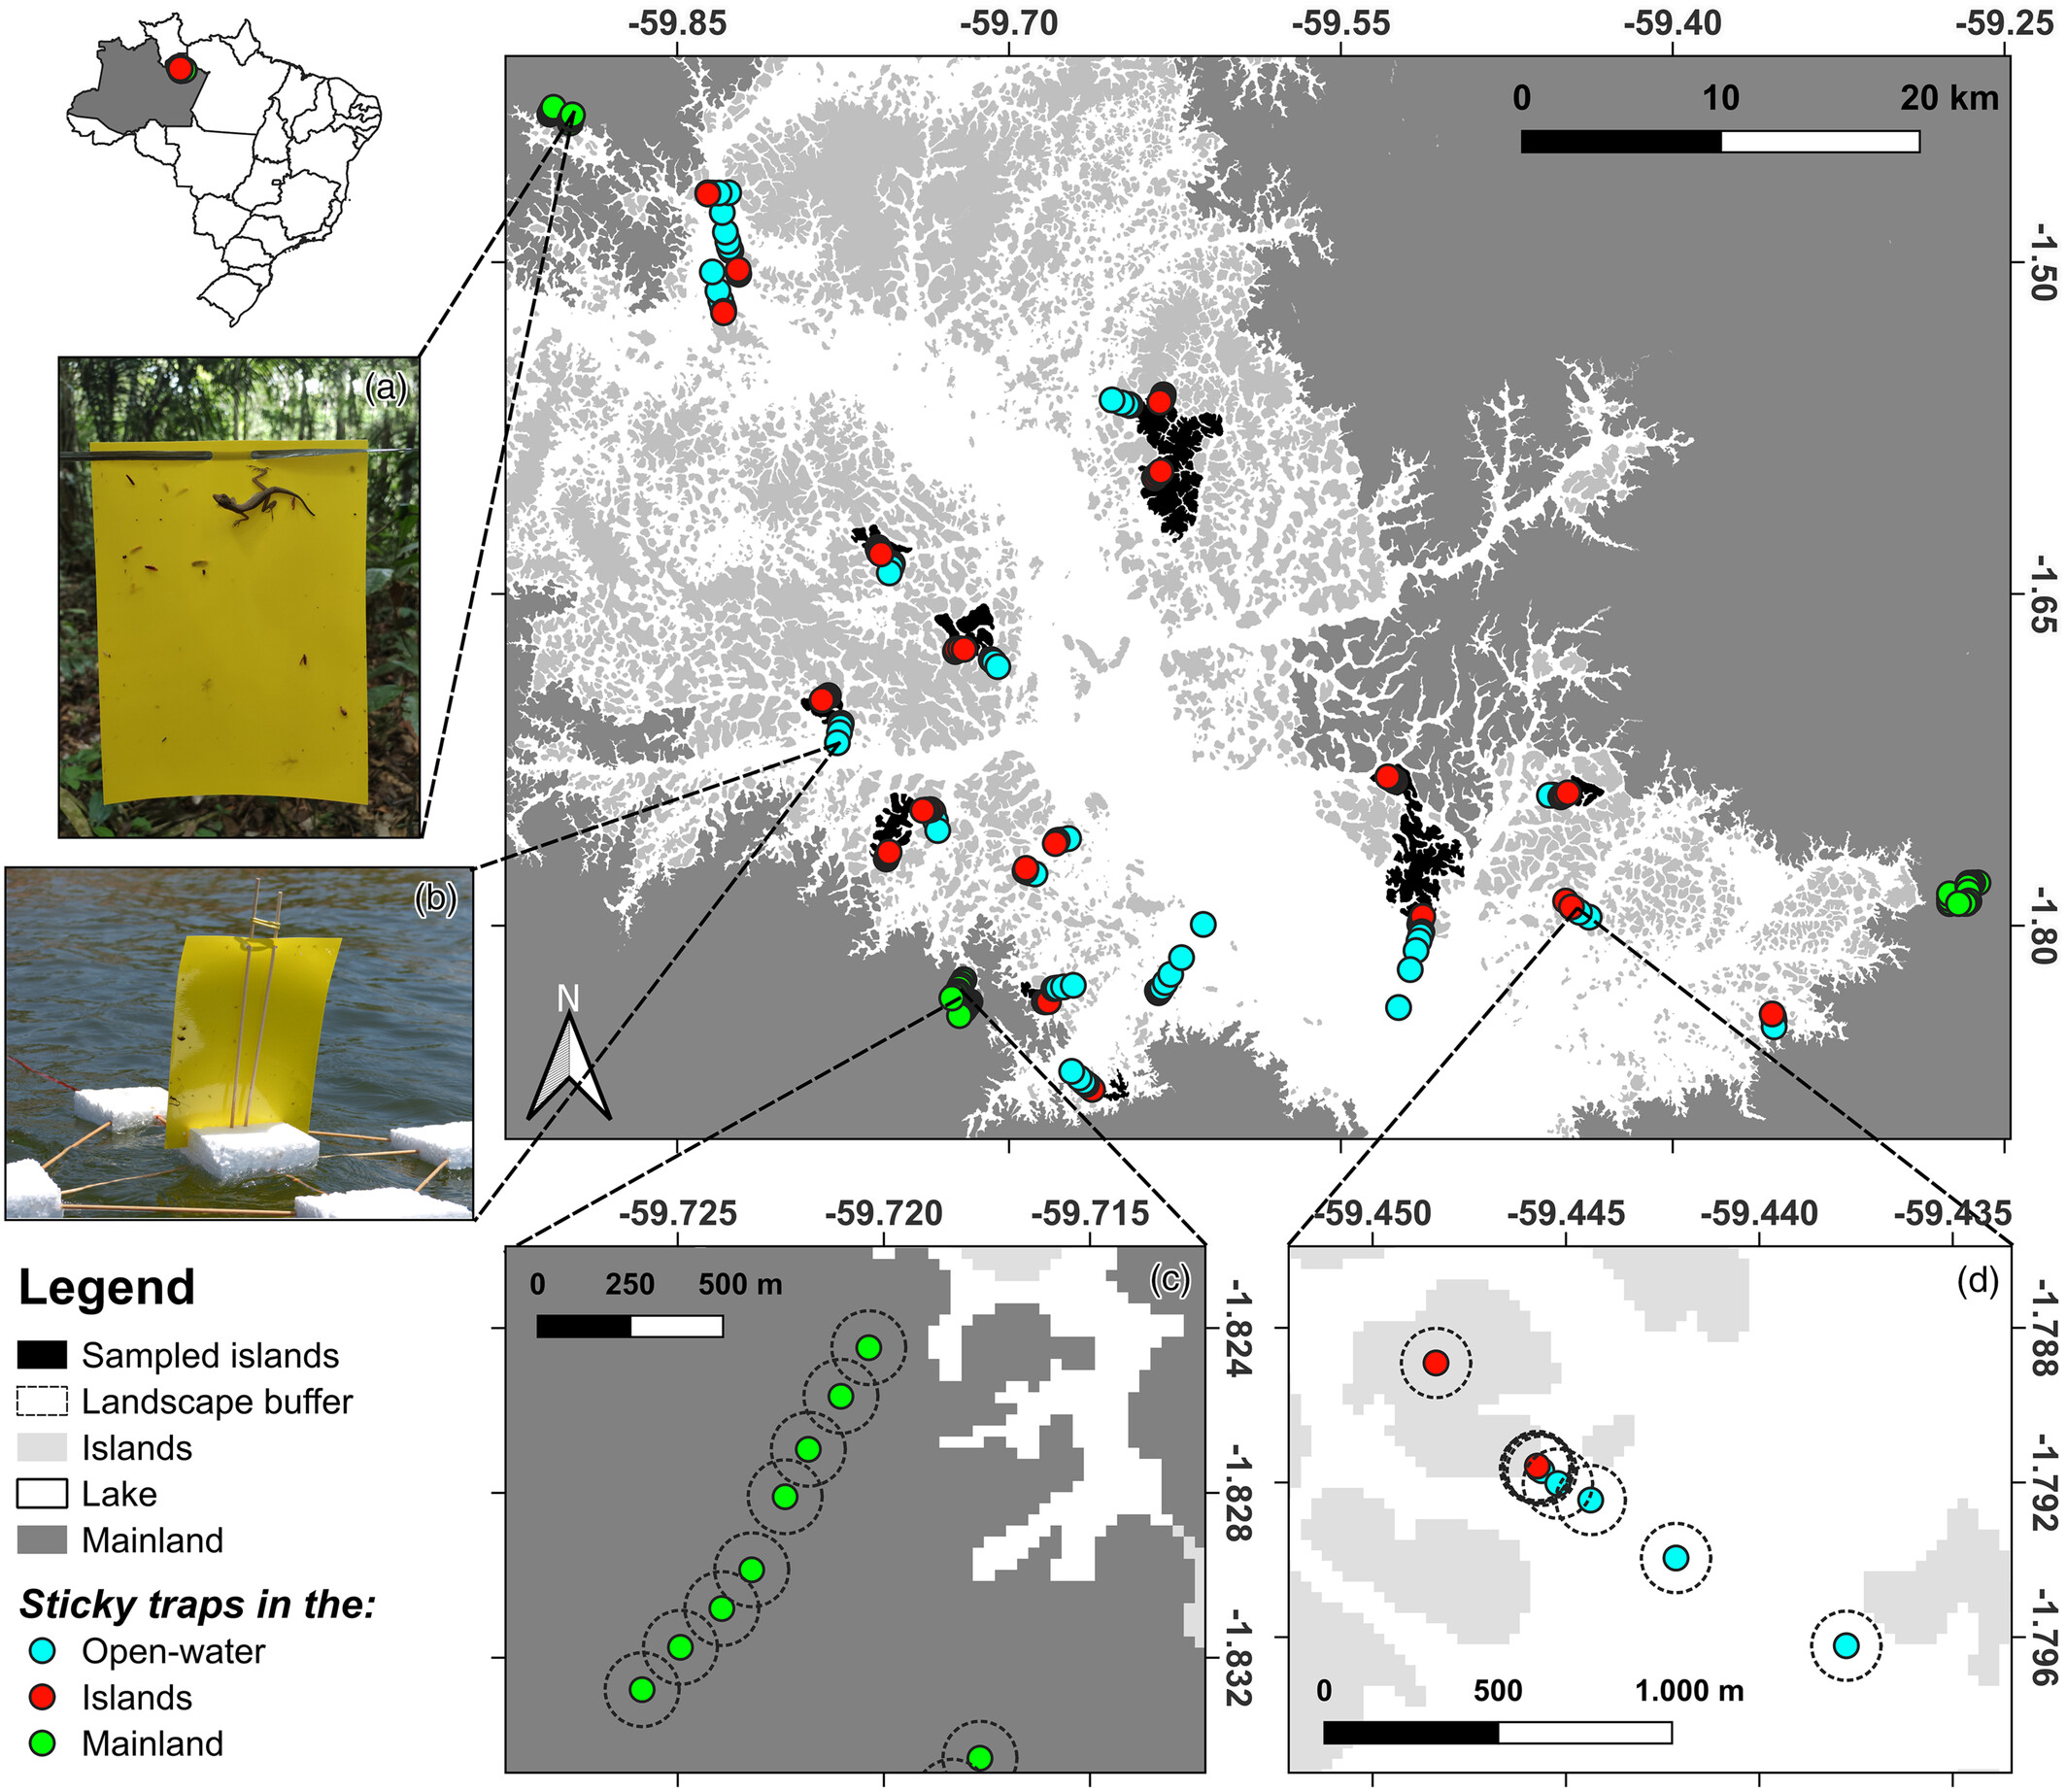 -59.85 -59.70 -59.55 -59.40 -59.25
0 10 20 km
-1.50
-1.65
-1.80
(a)
(b)
N
-59.725 -59.720 -59.715
-59.450 -59.445 -59.440 -59.435
(c)
0 250 500 m
-1.824
-1.828
-1.832
(d)
-1.788
-1.792
-1.796
0 500 1.000 m
Legend
Sampled islands
Landscape buffer
Islands
Lake
Mainland
Sticky traps in the:
Open-water
Islands
Mainland